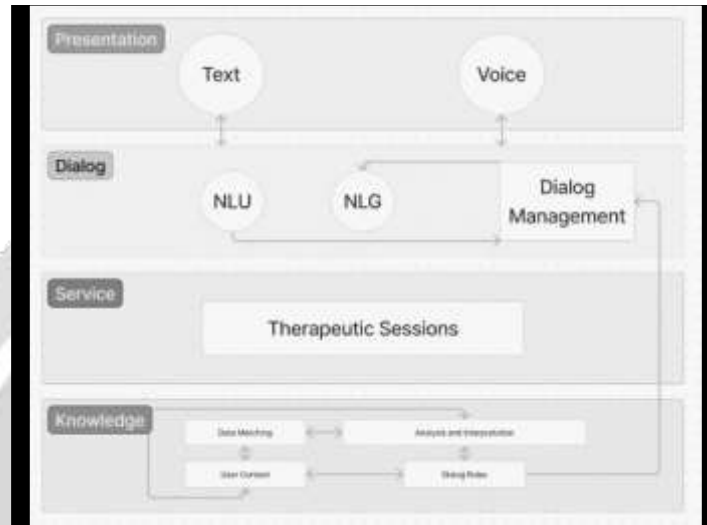 Presentation
Text
Voice
Dialog
NLU
NLG
Dialog
Management
Service
Therapeutic Sessions
Knowledge
Data Matching
Analysis and Interpretation
User Context
Dialog Rules